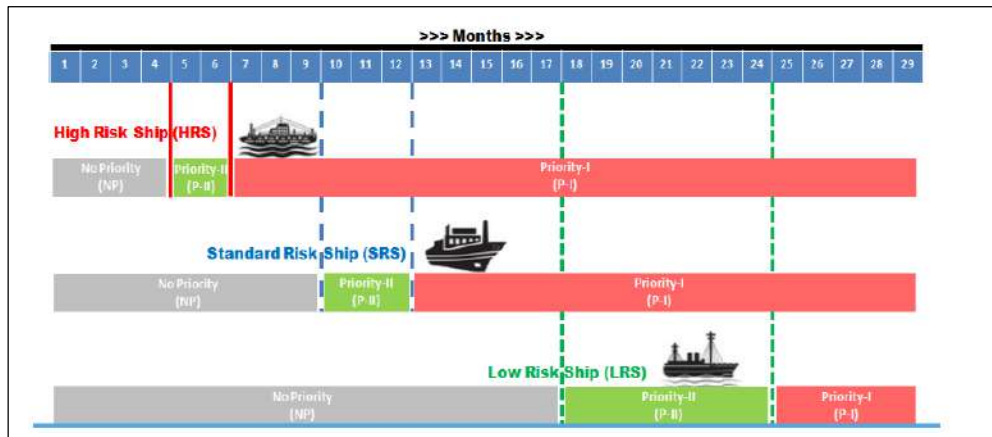 >>> Months >>>
1 2 3 4 5 6 7 8 9 10 11 12 13 14 15 16 17 18 19 20 21 22 23 24 25 26 27 28 29
High Risk Ship (HRS)
No Priority Priority-II Priority-I
(NP) (P-II) (P-I)
Standard Risk Ship (SRS)
No Priority Priority-II Priority-I
(NP) (P-II) (P-I)
Low Risk Ship (LRS)
No Priority Priority-II Priority-I
(NP) (P-II) (P-I)